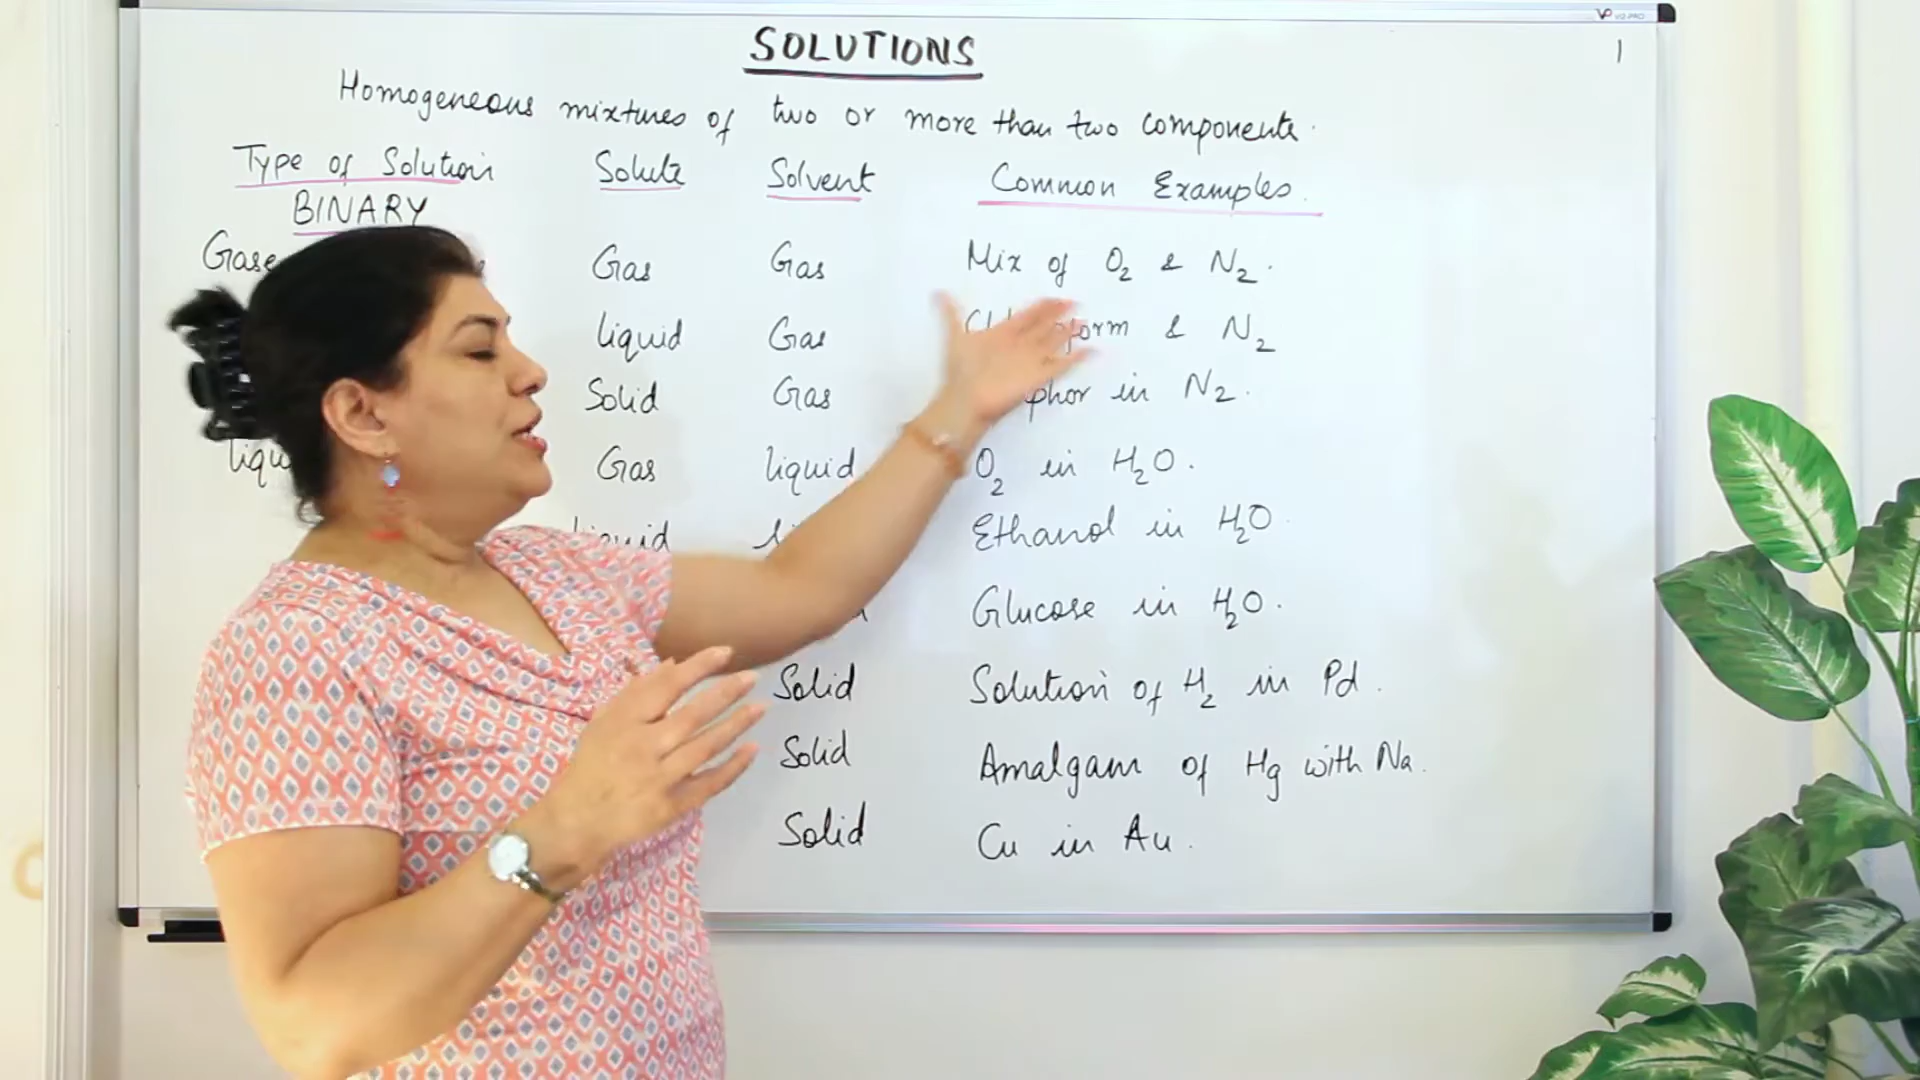 VIZ-PRO
SOLUTIONS 1
Homogeneous mixtures of two or more than two components.
Type of Solution Solute Solvent Common Examples.
BINARY
Gas Gas Mix of O₂ & N₂.
liquid Gas & N₂
Solid Gas in N₂.
Gas liquid O₂ in H₂O.
Ethanol in H₂O
Glucose in H₂O.
Solid Solution of H₂ in Pd.
Solid Amalgam of Hg with Na.
Solid Cu in Au.